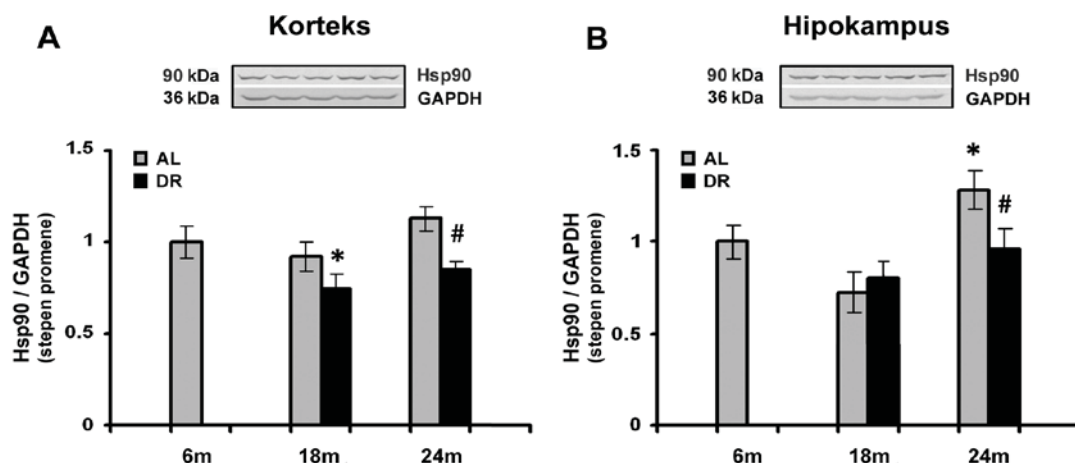 A
Korteks
90 kDa
Hsp90
36 kDa
GAPDH
1.5
1
0.5
0
Hsp90 / GAPDH
(stepen promene)
AL
DR
*
#
6m
18m
24m
B
Hipokampus
90 kDa
Hsp90
36 kDa
GAPDH
1.5
1
0.5
0
Hsp90 / GAPDH
(stepen promene)
AL
DR
*
#
6m
18m
24m